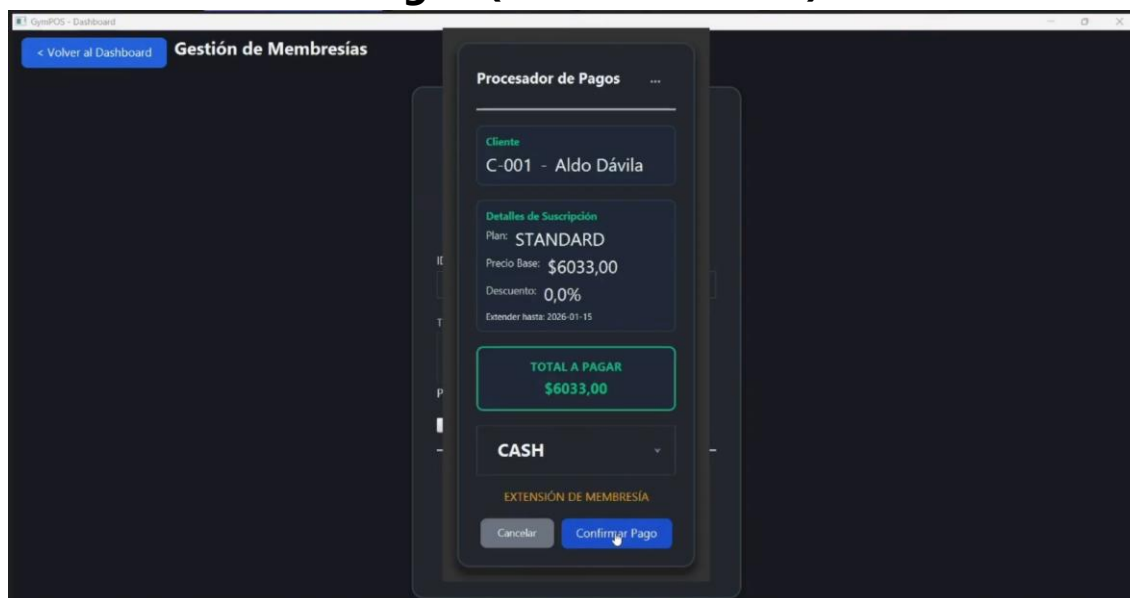 GymPOS - Dashboard
< Volver al Dashboard
Gestión de Membresías
Procesador de Pagos ...
Cliente
C-001 - Aldo Dávila
Detalles de Suscripción
Plan: STANDARD
Precio Base: $6033,00
Descuento: 0,0%
Extender hasta: 2026-01-15
TOTAL A PAGAR
$6033,00
CASH
EXTENSIÓN DE MEMBRESÍA
Cancelar
Confirmar Pago